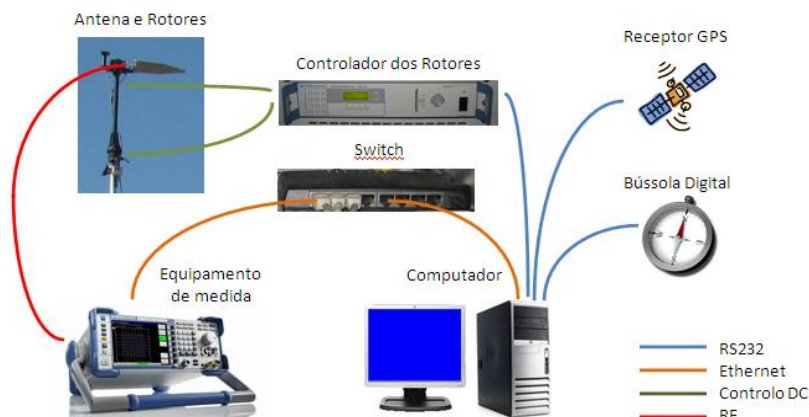 Antena e Rotores
Controlador dos Rotores
Receptor GPS
Switch
Bússola Digital
Equipamento
de medida
Computador
RS232
Ethernet
Controlo DC
RF